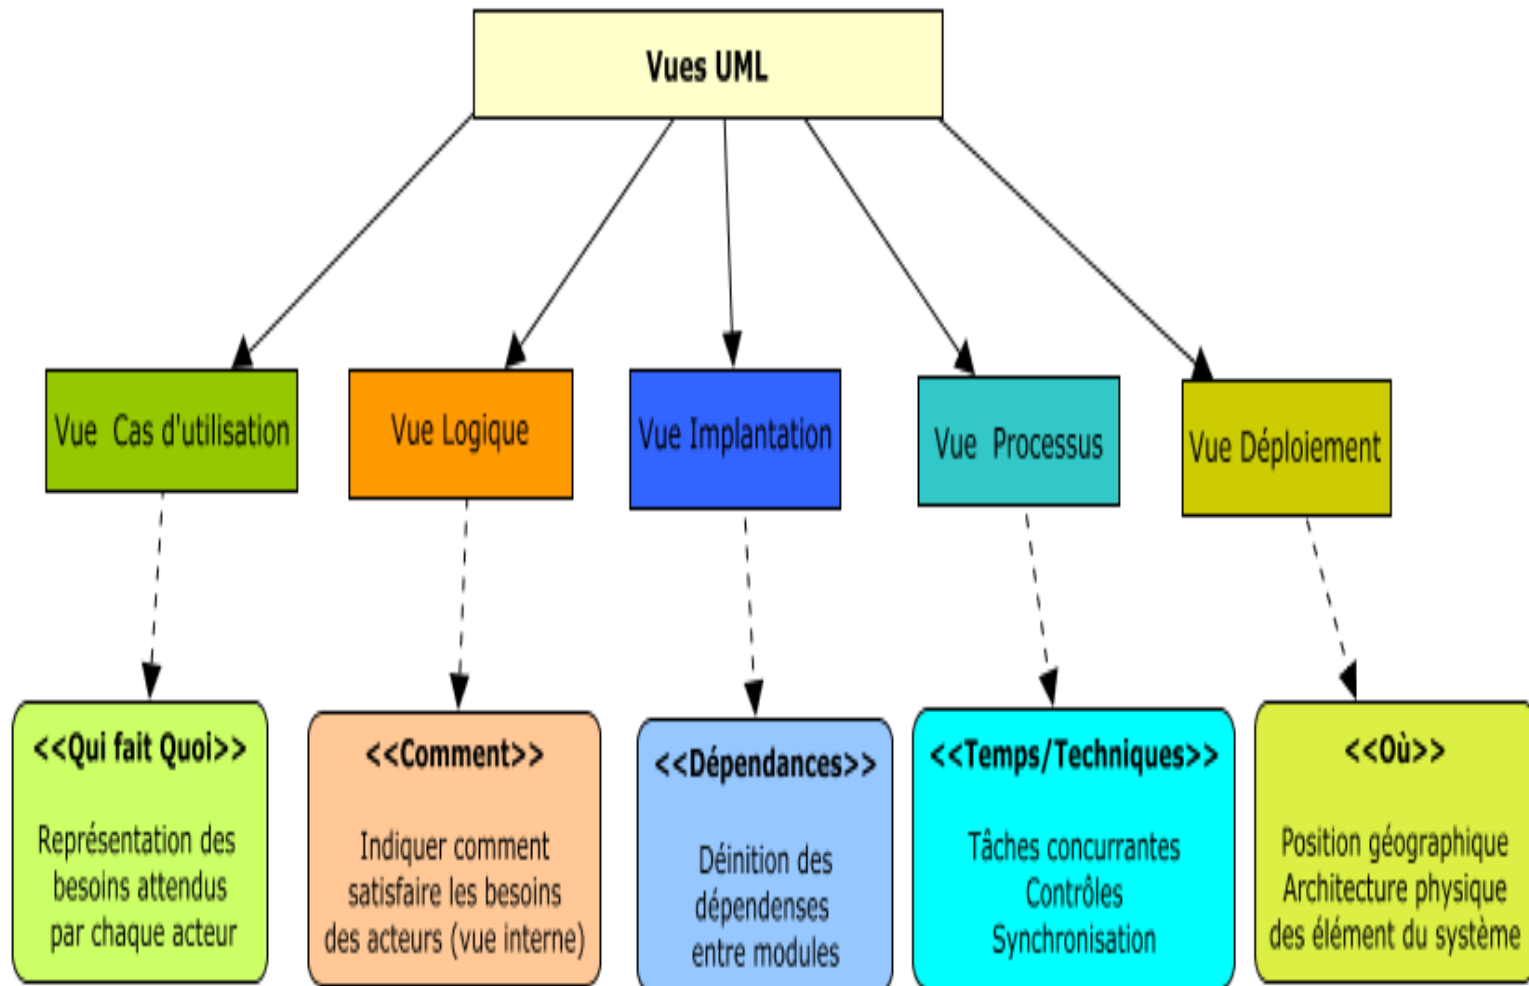 Vues UML
Vue Cas d'utilisation
Vue Logique
Vue Implantation
Vue Processus
Vue Déploiement
<<Qui fait Quoi>>
Représentation des
besoins attendus
par chaque acteur
<<Comment>>
Indiquer comment
satisfaire les besoins
des acteurs (vue interne)
<<Dépendances>>
Déinition des
dépendenses
entre modules
<<Temps/Techniques>>
Tâches concurrantes
Contrôles
Synchronisation
<<Où>>
Position géographique
Architecture physique
des élément du système